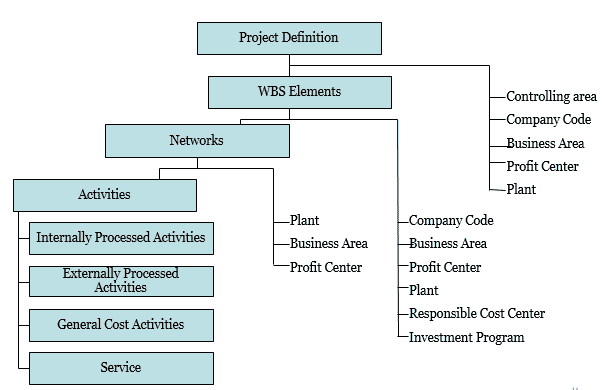 Project Definition
WBS Elements
Controlling area
Company Code
Business Area
Profit Center
Plant
Networks
Activities
Internally Processed Activities
Externally Processed
Activities
General Cost Activities
Service
Plant
Business Area
Profit Center
Company Code
Business Area
Profit Center
Plant
Responsible Cost Center
Investment Program